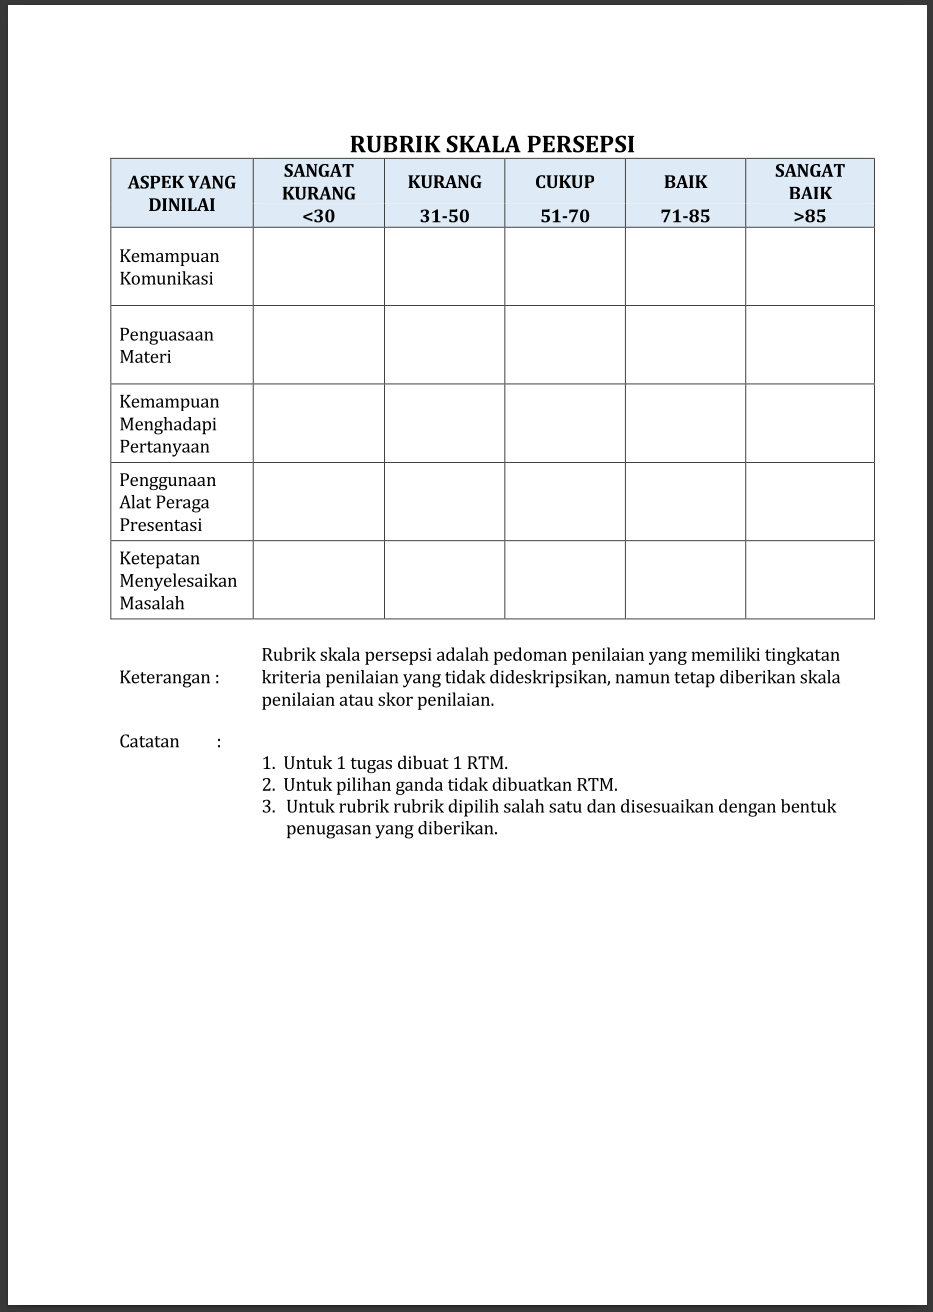 RUBRIK SKALA PERSEPSI
ASPEK YANG
DINILAI
SANGAT
KURANG
<30
KURANG
31-50
CUKUP
51-70
BAIK
71-85
SANGAT
BAIK
>85
Kemampuan
Komunikasi
Penguasaan
Materi
Kemampuan
Menghadapi
Pertanyaan
Penggunaan
Alat Peraga
Presentasi
Ketepatan
Menyelesaikan
Masalah
Keterangan :
Rubrik skala persepsi adalah pedoman penilaian yang memiliki tingkatan
kriteria penilaian yang tidak dideskripsikan, namun tetap diberikan skala
penilaian atau skor penilaian.
Catatan :
1. Untuk 1 tugas dibuat 1 RTM.
2. Untuk pilihan ganda tidak dibuatkan RTM.
3. Untuk rubrik rubrik dipilih salah satu dan disesuaikan dengan bentuk
penugasan yang diberikan.